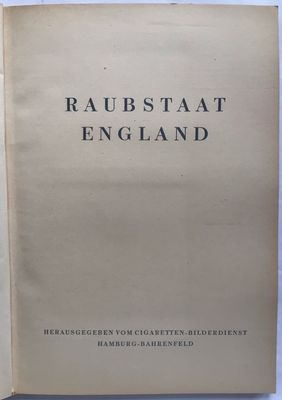 RAUBSTAAT
ENGLAND
HERAUSGEGEBEN VOM CIGARETTEN-BILDERDIENST
HAMBURG-BAHRENFELD